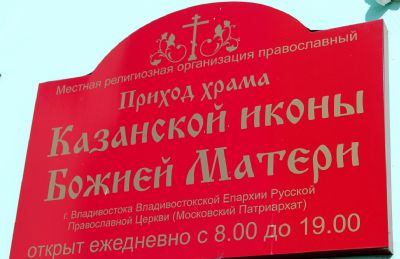 Местная религиозная организация православный
Приход храма
Казанской иконы
Божией Матери
г. Владивостока Владивостокской Епархии Русской
Православной Церкви (Московский Патриархат)
открыт ежедневно с 8.00 до 19.00